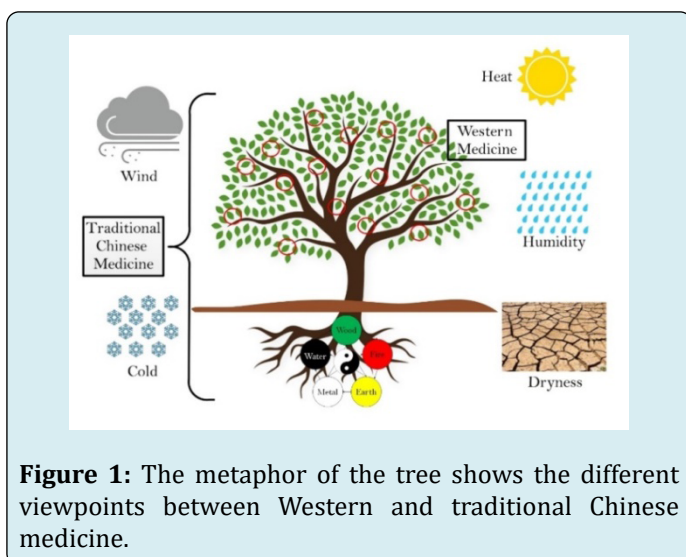 Heat
Western
Medicine
Wind
Traditional
Chinese
Medicine
Humidity
Cold
Wood
Water
Fire
Metal
Earth
Dryness
Figure 1: The metaphor of the tree shows the different
viewpoints between Western and traditional Chinese
medicine.